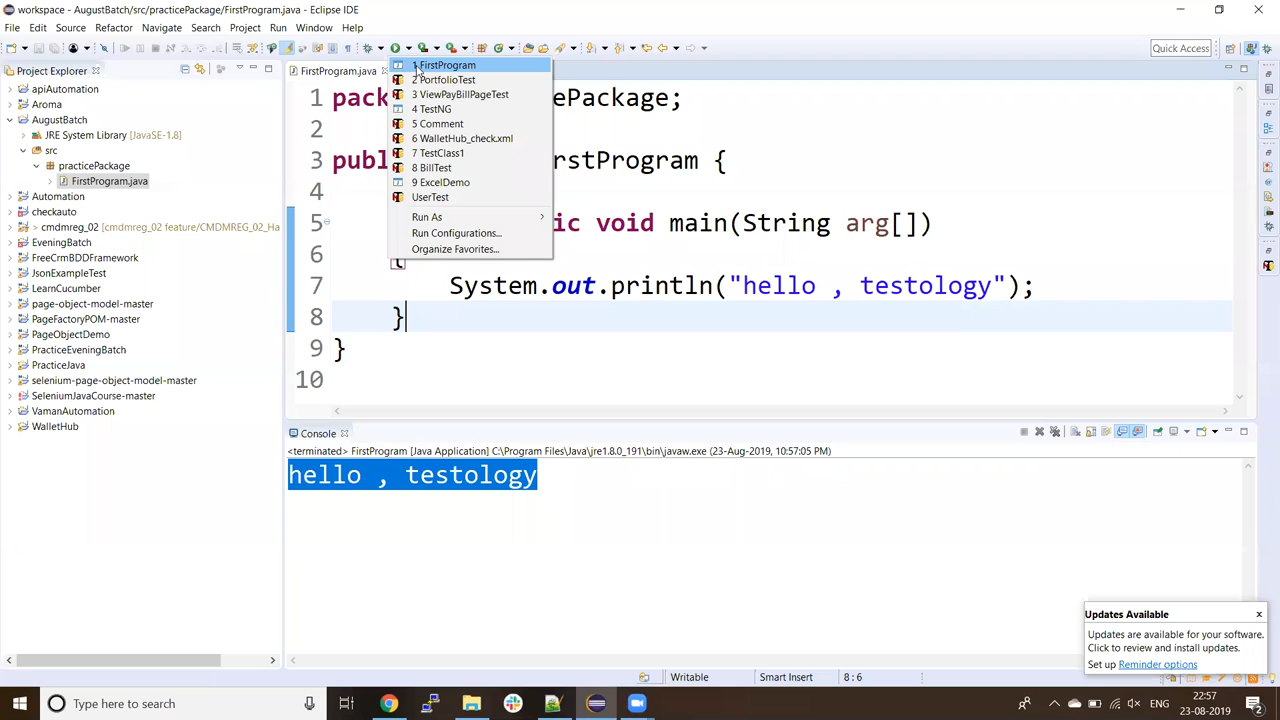 workspace - AugustBatch/src/practicePackage/FirstProgram.java - Eclipse IDE
File Edit Source Refactor Navigate Search Project Run Window Help
Quick Access
Project Explorer
apiAutomation
Aroma
AugustBatch
JRE System Library [JavaSE-1.8]
src
practicePackage
FirstProgram.java
Automation
checkauto
> cmdmreg_02 [cmdmreg_02 feature/CMDMREG_02_Ha
EveningBatch
FreeCrmBDDFramework
JsonExampleTest
LearnCucumber
page-object-model-master
PageFactoryPOM-master
PageObjectDemo
PracticeEveningBatch
PracticeJava
selenium-page-object-model-master
SeleniumJavaCourse-master
VamanAutomation
WalletHub
FirstProgram.java
1 FirstProgram
2 PortfolioTest
3 ViewPayBillPageTest
4 TestNG
5 Comment
6 WalletHub_check.xml
7 TestClass1
8 BillTest
9 ExcelDemo
UserTest
Run As
Run Configurations...
Organize Favorites...
1 pack ePackage;
2
3 publ rstProgram {
4
5 ic void main(String arg[])
6 {
7 System.out.println("hello , testology");
8 }
9 }
10
Console
<terminated> FirstProgram [Java Application] C:\Program Files\Java\jre1.8.0_191\bin\javaw.exe (23-Aug-2019, 10:57:05 PM)
hello , testology
Updates Available
Updates are available for your software.
Click to review and install updates.
Set up Reminder options
Writable Smart Insert 8 : 6
Type here to search
22:57
23-08-2019
2